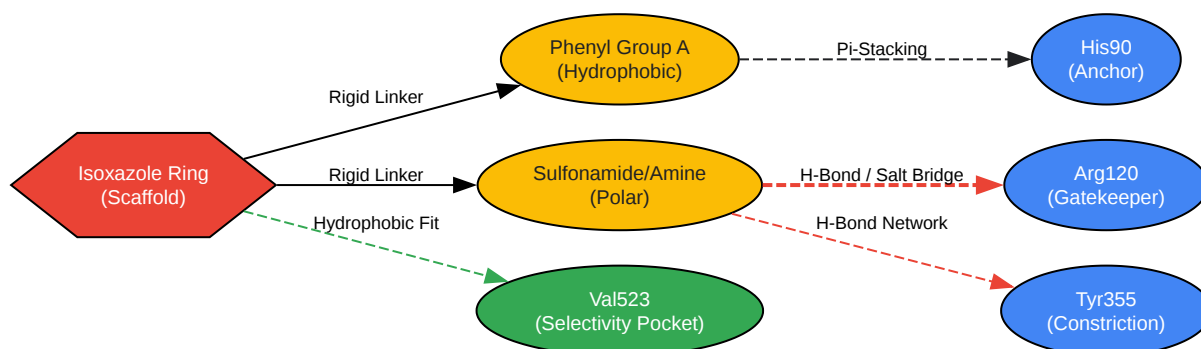 Phenyl Group A
(Hydrophobic)
Pi-Stacking
His90
(Anchor)
Rigid Linker
Isoxazole Ring
(Scaffold)
Rigid Linker
Sulfonamide/Amine
(Polar)
H-Bond / Salt Bridge
Arg120
(Gatekeeper)
Hydrophobic Fit
H-Bond Network
Val523
(Selectivity Pocket)
Tyr355
(Constriction)